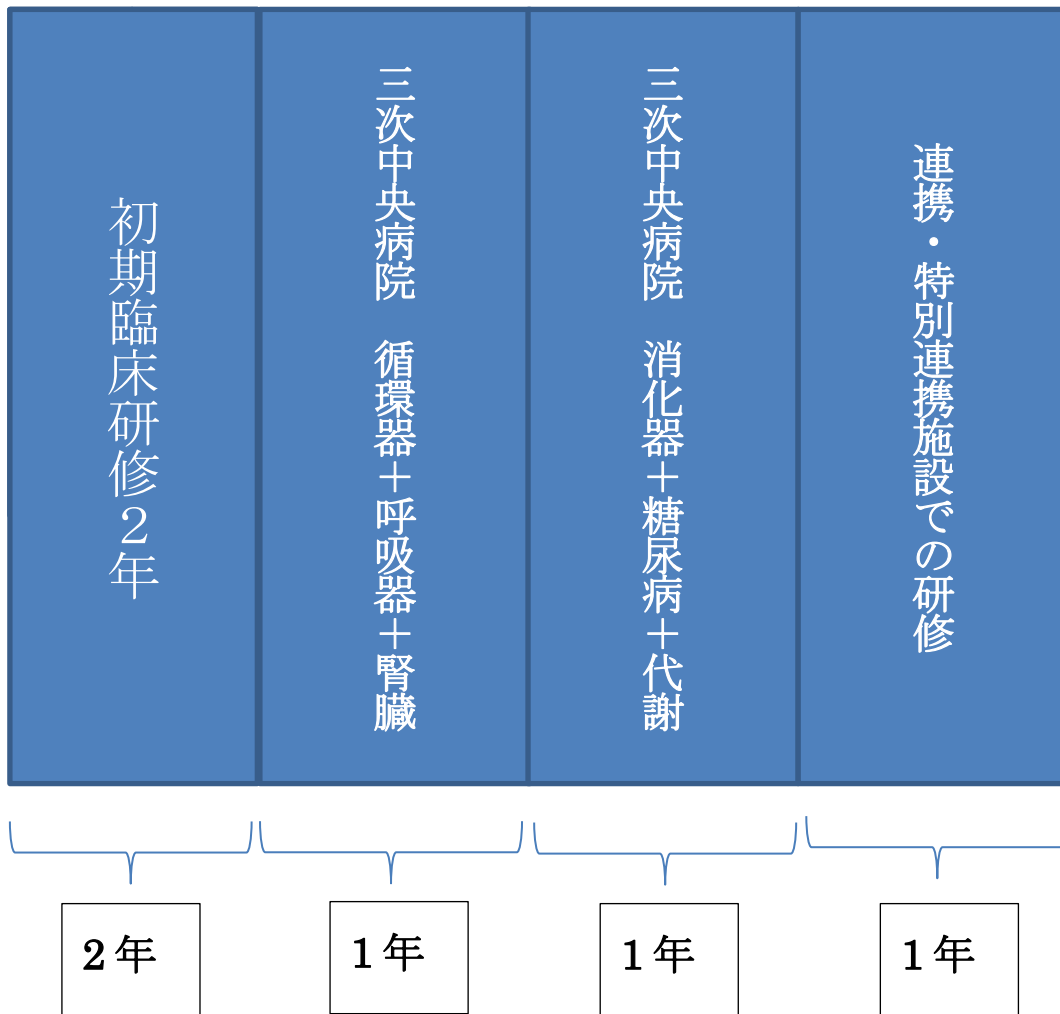 初期臨床研修２年
三次中央病院　循環器＋呼吸器＋腎臓
三次中央病院　消化器＋糖尿病＋代謝
連携・特別連携施設での研修
2年
1年
1年
1年